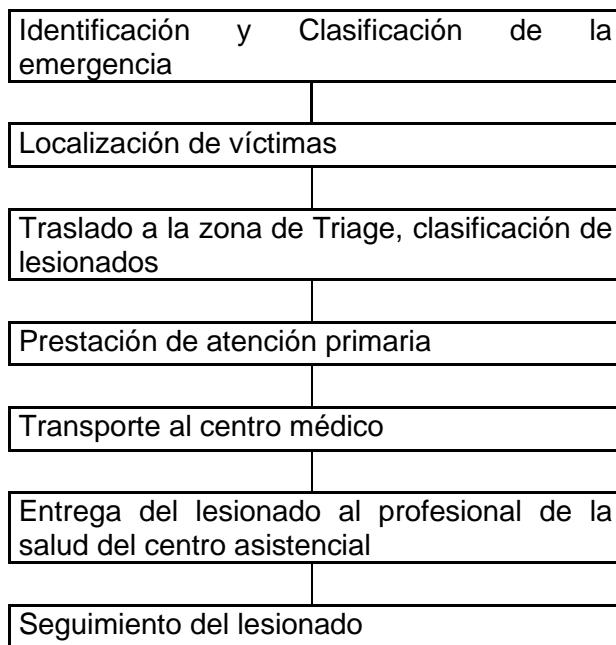 Identificación y Clasificación de la
emergencia
Localización de víctimas
Traslado a la zona de Triage, clasificación de
lesionados
Prestación de atención primaria
Transporte al centro médico
Entrega del lesionado al profesional de la
salud del centro asistencial
Seguimiento del lesionado